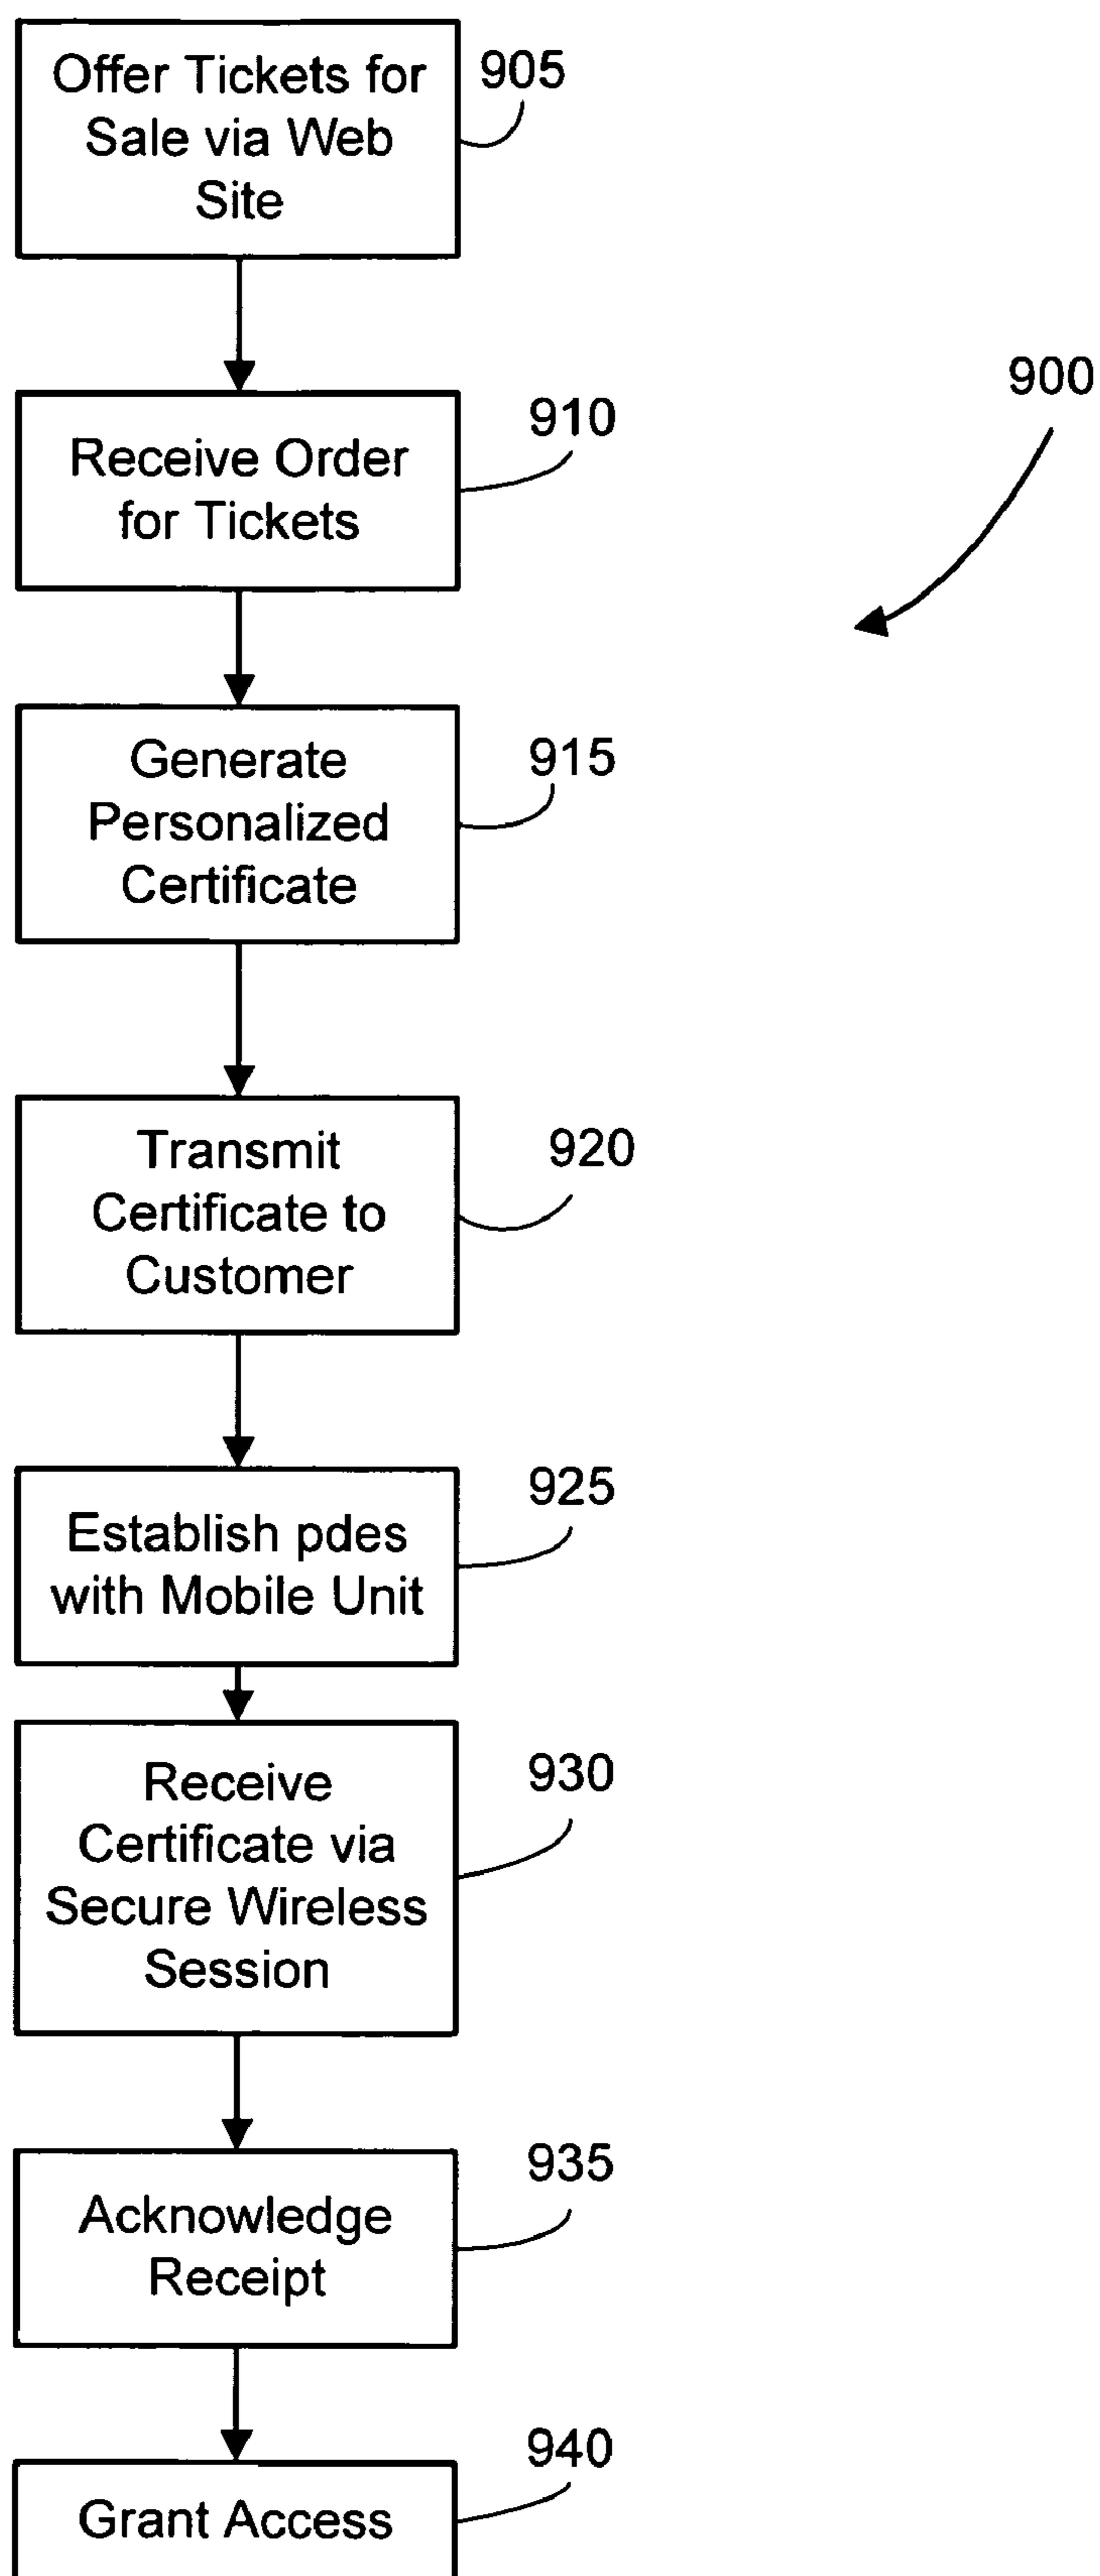 Offer Tickets for
Sale via Web
Site
905
900
Receive Order
for Tickets
910
Generate
Personalized
Certificate
915
Transmit
Certificate to
Customer
920
Establish pdes
with Mobile Unit
925
Receive
Certificate via
Secure Wireless
Session
930
Acknowledge
Receipt
935
Grant Access
940